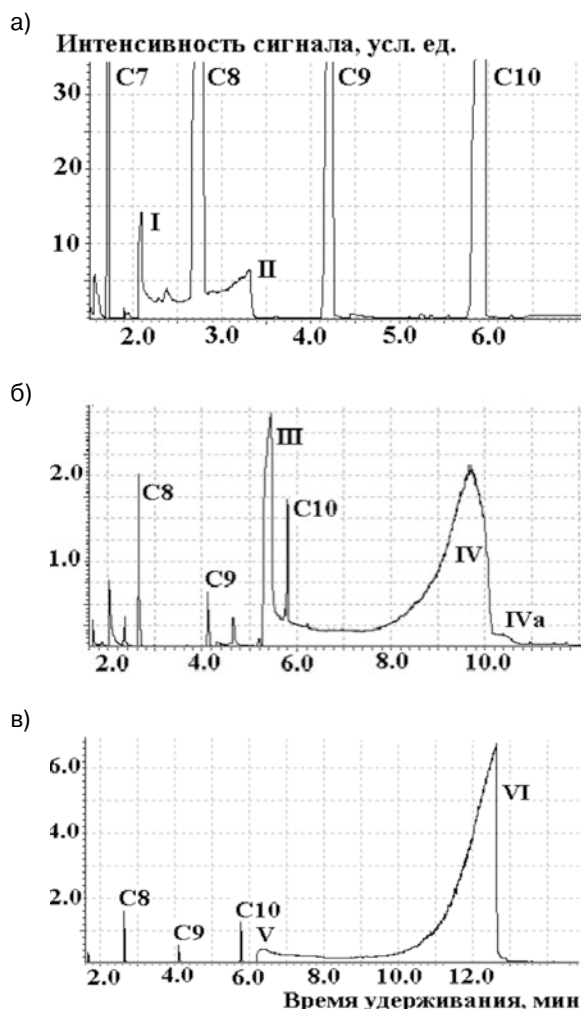 а)
Интенсивность сигнала, усл. ед.
C7 C8 C9 C10
30
20
I
II
10
2.0 3.0 4.0 5.0 6.0
б)
III
2.0
C8
C10
IV
1.0
C9
IVa
2.0 4.0 6.0 8.0 10.0
в)
6.0
VI
4.0
2.0
C8
C10
C9
V
2.0 4.0 6.0 8.0 10.0 12.0
Время удерживания, мин